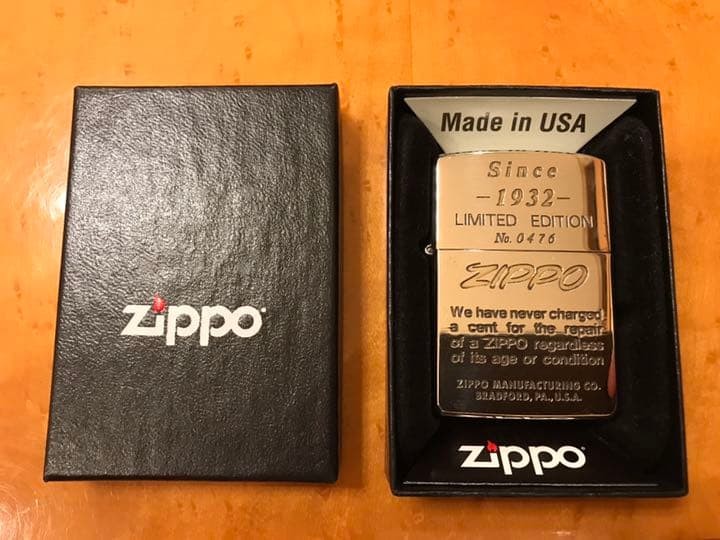 zippo
Made in USA
Since
-1932-
LIMITED EDITION
No. 0476
ZIPPO
We have never charged
a cent for the repair
of a ZIPPO regardless
of its age or condition
ZIPPO MANUFACTURING CO.
BRADFORD, PA., U.S.A.
zippo